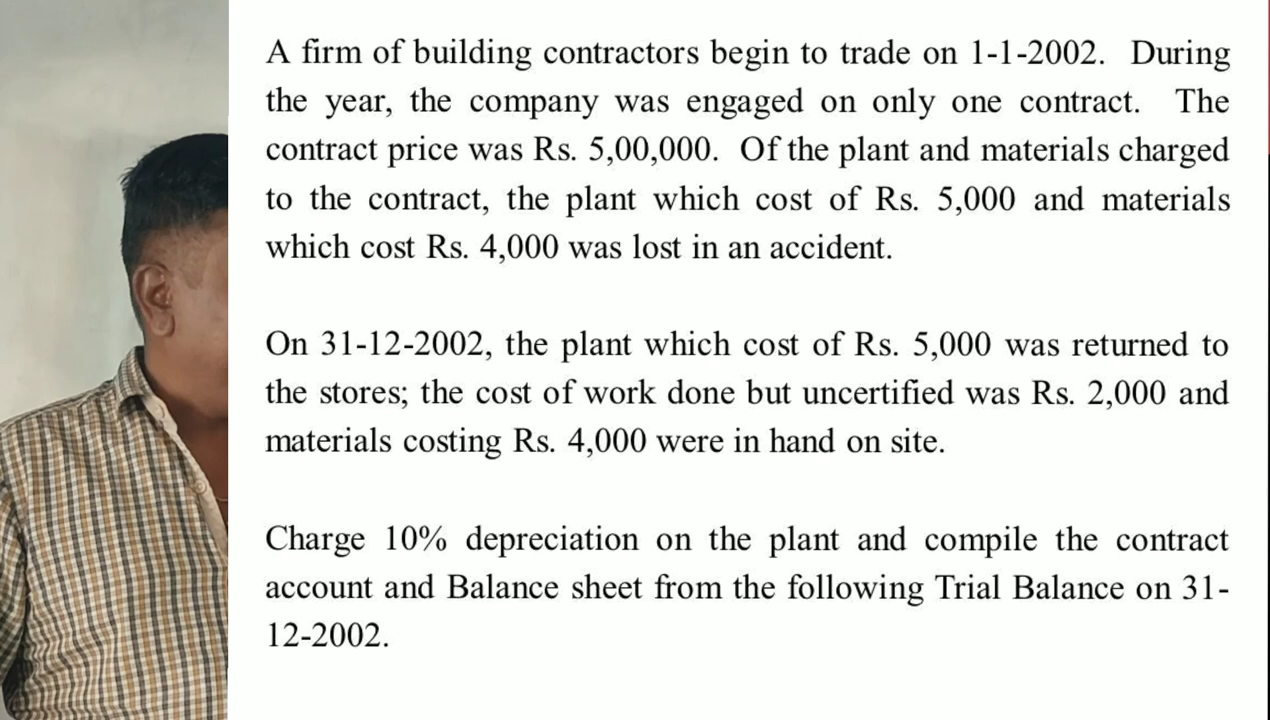 A firm of building contractors begin to trade on 1-1-2002. During
the year, the company was engaged on only one contract. The
contract price was Rs. 5,00,000. Of the plant and materials charged
to the contract, the plant which cost of Rs. 5,000 and materials
which cost Rs. 4,000 was lost in an accident.
On 31-12-2002, the plant which cost of Rs. 5,000 was returned to
the stores; the cost of work done but uncertified was Rs. 2,000 and
materials costing Rs. 4,000 were in hand on site.
Charge 10% depreciation on the plant and compile the contract
account and Balance sheet from the following Trial Balance on 31-
12-2002.